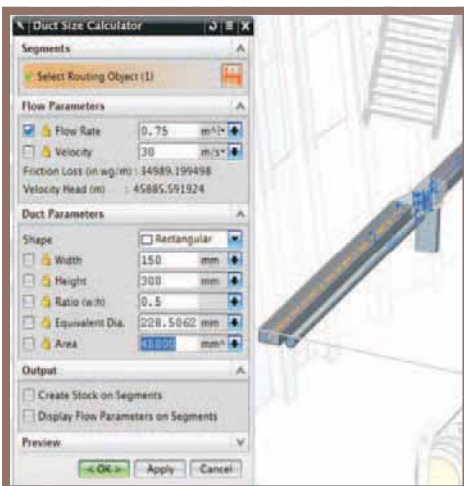 Duct Size Calculator
Segments
Select Routing Object (1)
Flow Parameters
Flow Rate 0.75
Velocity 30 m/s
Friction Loss (in wg/m) : 34989.199498
Velocity Head (m) : 45885.591924
Duct Parameters
Shape Rectangular
Width 150 mm
Height 300 mm
Ratio (w:h) 0.5
Equivalent Dia. 228.5062 mm
Area 45000 mm^
Output
Create Stock on Segments
Display Flow Parameters on Segments
Preview
< OK > Apply Cancel